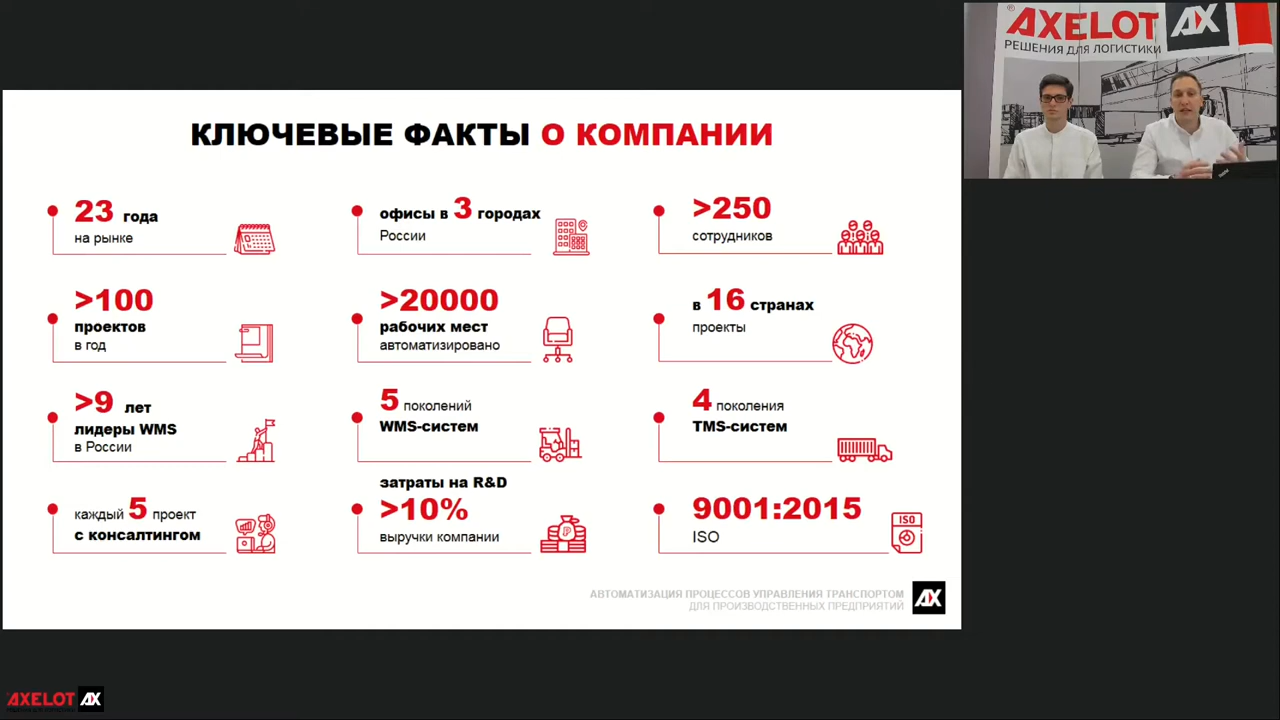 КЛЮЧЕВЫЕ ФАКТЫ О КОМПАНИИ
23 года
на рынке
офисы в 3 городах
России
>250
сотрудников
>100
проектов
в год
>20000
рабочих мест
автоматизировано
в 16 странах
проекты
>9 лет
лидеры WMS
в России
5 поколений
WMS-систем
4 поколения
TMS-систем
каждый 5 проект
с консалтингом
затраты на R&D
>10%
выручки компании
9001:2015
ISO
ISO
АВТОМАТИЗАЦИЯ ПРОЦЕССОВ УПРАВЛЕНИЯ ТРАНСПОРТОМ
ДЛЯ ПРОИЗВОДСТВЕННЫХ ПРЕДПРИЯТИЙ
AX
AXELOT AX
РЕШЕНИЯ ДЛЯ ЛОГИСТИКИ
AXELOT AX